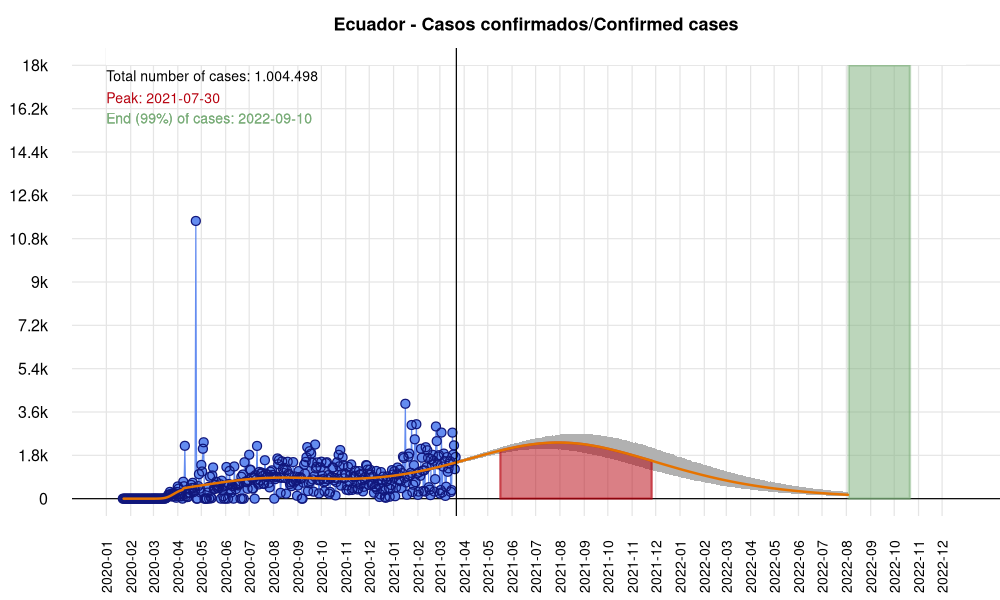 Ecuador - Casos confirmados/Confirmed cases
Total number of cases: 1.004.498
Peak: 2021-07-30
End (99%) of cases: 2022-09-10
18k
16.2k
14.4k
12.6k
10.8k
9k
7.2k
5.4k
3.6k
1.8k
0
2020-01
2020-02
2020-03
2020-04
2020-05
2020-06
2020-07
2020-08
2020-09
2020-10
2020-11
2020-12
2021-01
2021-02
2021-03
2021-04
2021-05
2021-06
2021-07
2021-08
2021-09
2021-10
2021-11
2021-12
2022-01
2022-02
2022-03
2022-04
2022-05
2022-06
2022-07
2022-08
2022-09
2022-10
2022-11
2022-12